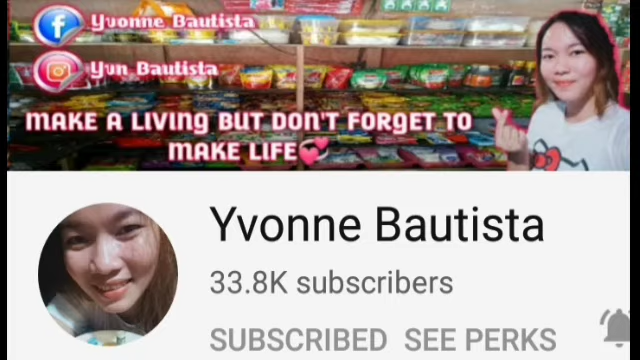 Yvonne Bautista
Yvn Bautista
MAKE A LIVING BUT DON'T FORGET TO
MAKE LIFE💞
Yvonne Bautista
33.8K subscribers
SUBSCRIBED SEE PERKS